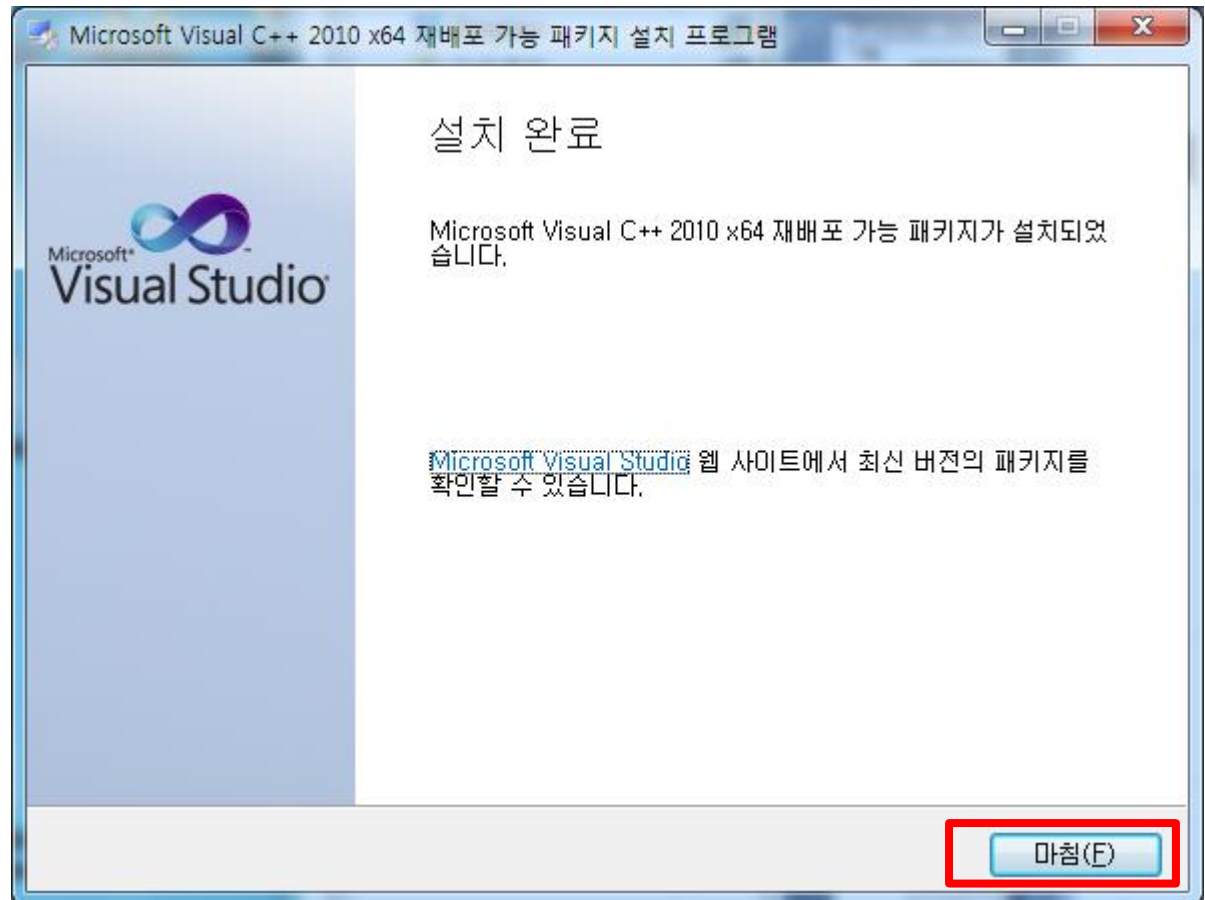 Microsoft Visual C++ 2010 x64 재배포 가능 패키지 설치 프로그램
설치 완료
Microsoft Visual C++ 2010 x64 재배포 가능 패키지가 설치되었
습니다.
Microsoft®
Visual Studio®
Microsoft Visual Studio 웹 사이트에서 최신 버전의 패키지를
확인할 수 있습니다.
마침(F)